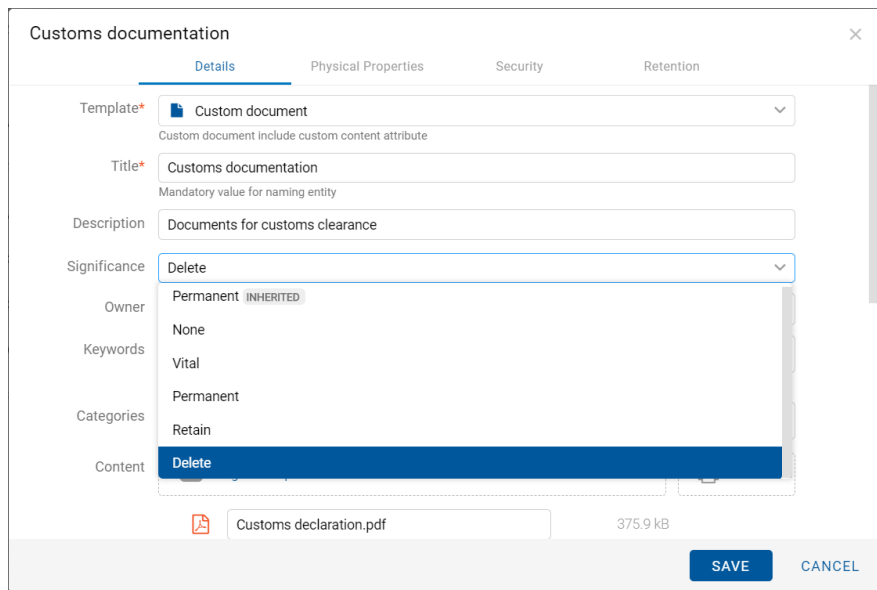 Customs documentation
Details Physical Properties Security Retention
Template* Custom document
Custom document include custom content attribute
Title* Customs documentation
Mandatory value for naming entity
Description Documents for customs clearance
Significance Delete
Permanent INHERITED
Owner
None
Keywords
Vital
Permanent
Categories
Retain
Content
Delete
Customs declaration.pdf 375.9 kB
SAVE CANCEL